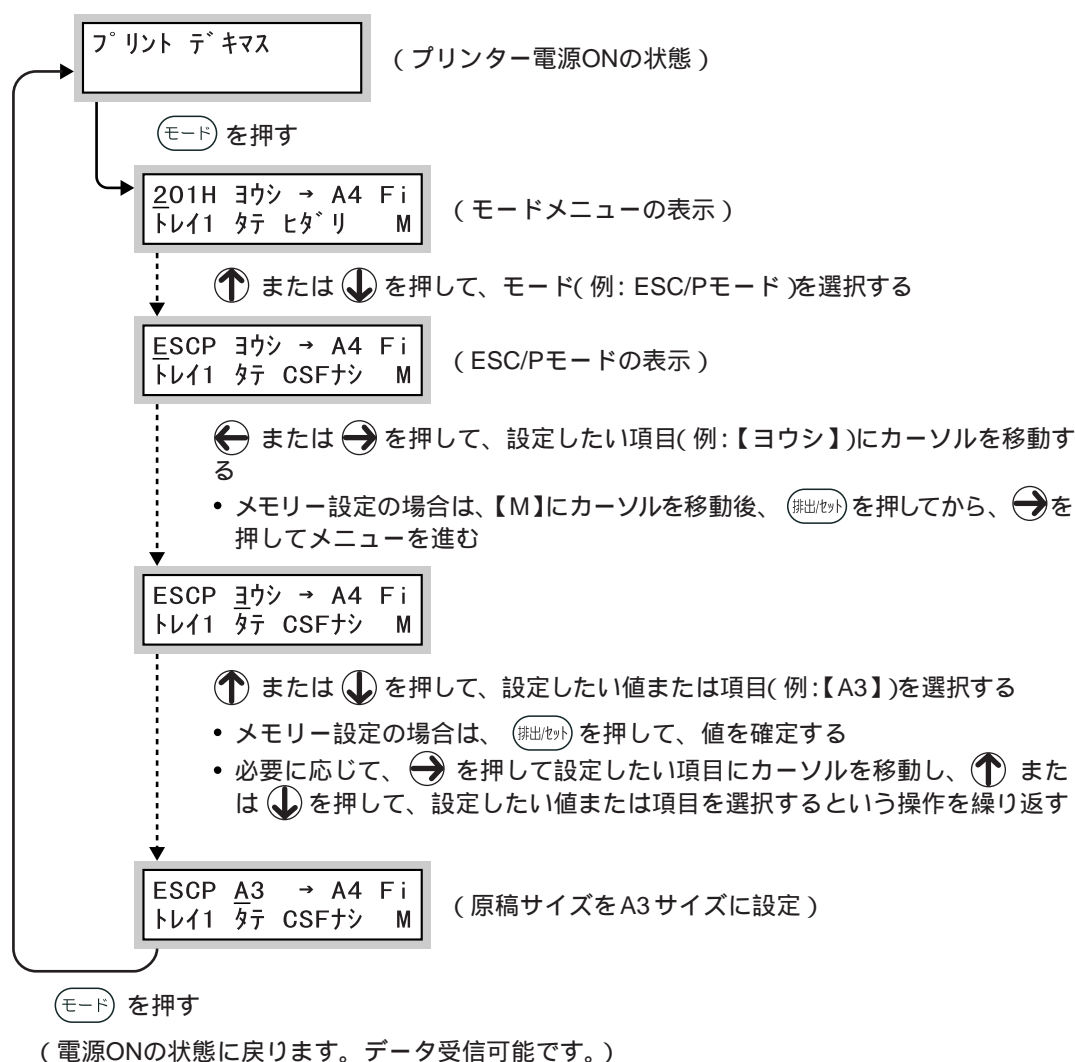 プリント デキマス
(プリンター電源ONの状態)
モード を押す
201H ヨウシ → A4 Fi
トレイ1 タテ ヒダリ M
(モードメニューの表示)
↑ または ↓ を押して、モード(例:ESC/Pモード)を選択する
ESCP ヨウシ → A4 Fi
トレイ1 タテ CSFナシ M
(ESC/Pモードの表示)
← または → を押して、設定したい項目(例:【ヨウシ】)にカーソルを移動す
る
• メモリー設定の場合は、【M】にカーソルを移動後、 排出/セット を押してから、→ を
押してメニューを進む
ESCP ヨウシ → A4 Fi
トレイ1 タテ CSFナシ M
↑ または ↓ を押して、設定したい値または項目(例:【A3】)を選択する
• メモリー設定の場合は、 排出/セット を押して、値を確定する
• 必要に応じて、 → を押して設定したい項目にカーソルを移動し、↑ また
は ↓ を押して、設定したい値または項目を選択するという操作を繰り返す
ESCP A3 → A4 Fi
トレイ1 タテ CSFナシ M
(原稿サイズをA3サイズに設定)
モード を押す
(電源ONの状態に戻ります。データ受信可能です。)